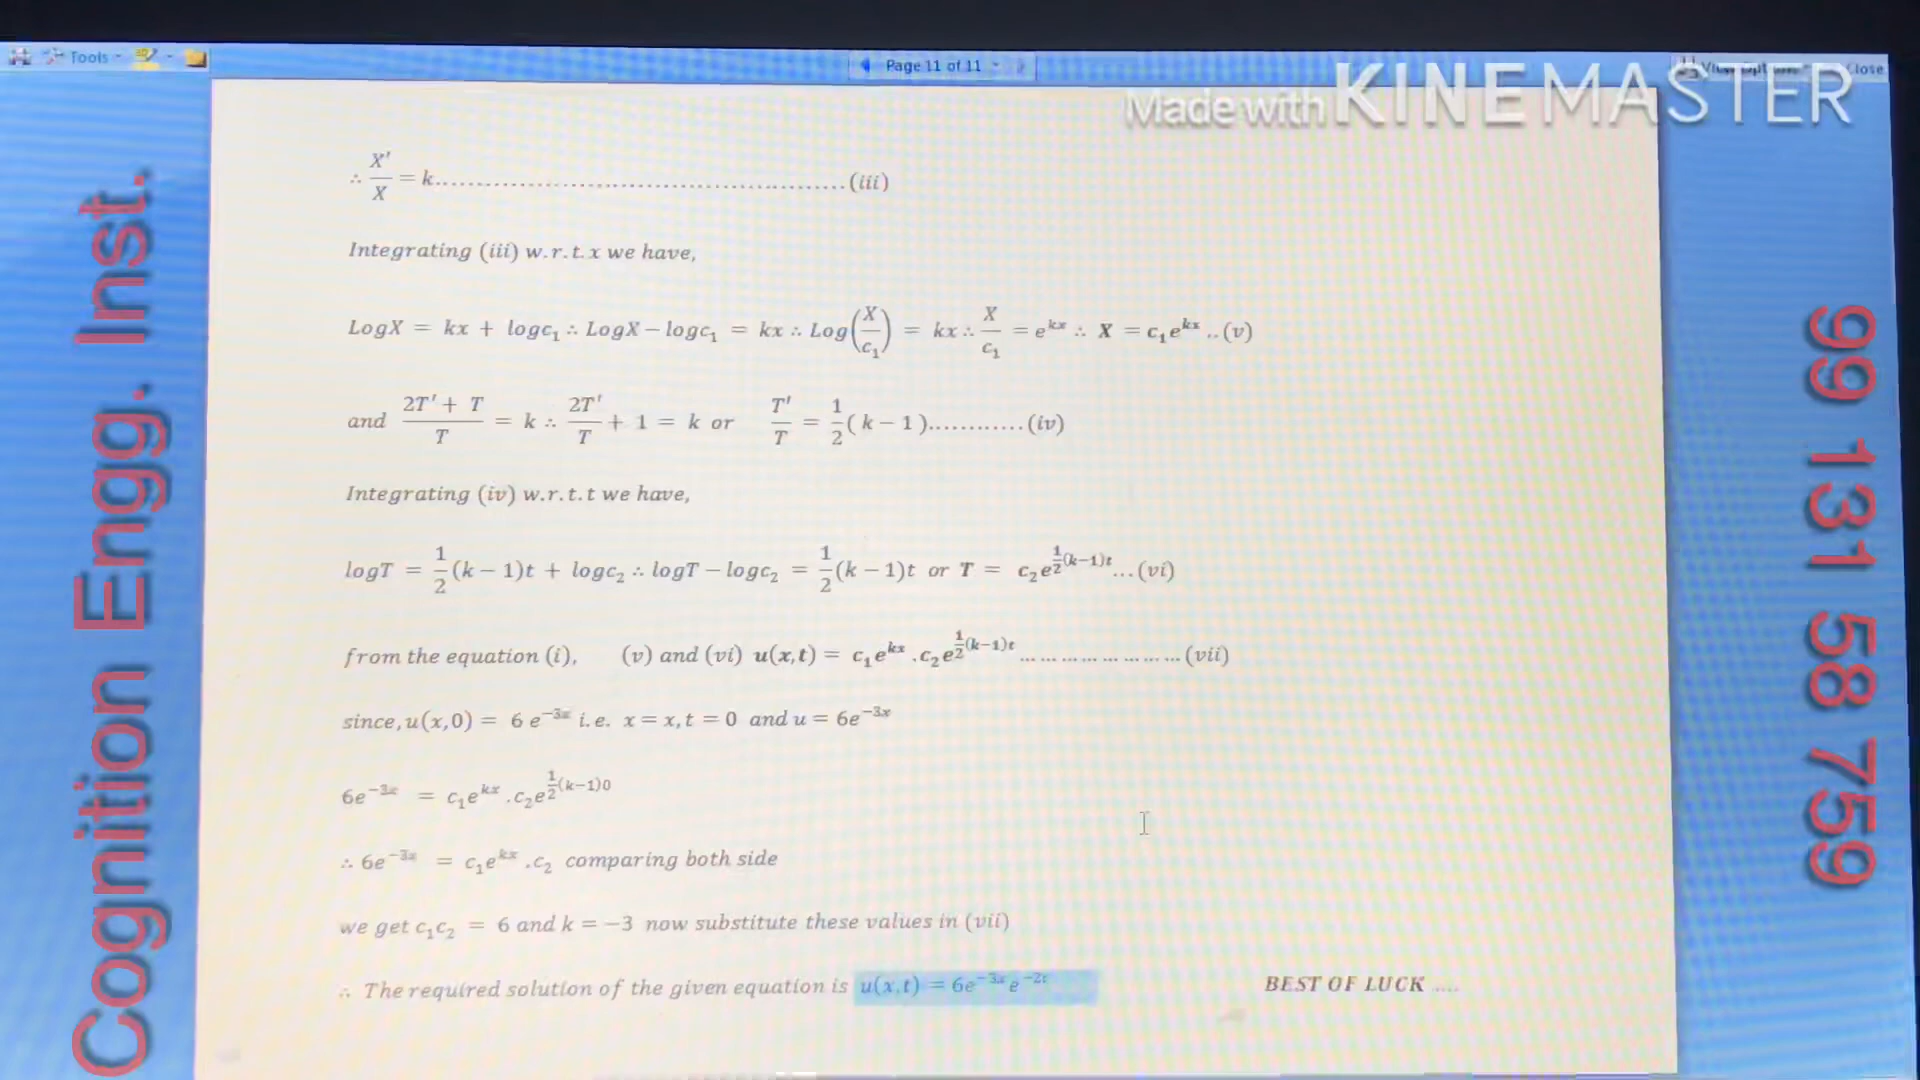 Tools
Page 11 of 11
Close
Made with KINEMASTER
Cognition Engg. Inst.
99 131 58 759
∴ X'/X = k......................................................(iii)
Integrating (iii) w.r.t.x we have,
LogX = kx + logc₁ ∴ LogX − logc₁ = kx ∴ Log(X/c₁) = kx ∴ X/c₁ = e^kx ∴ X = c₁e^kx ..(v)
and (2T' + T)/T = k ∴ 2T'/T + 1 = k or T'/T = 1/2 ( k − 1 )............(iv)
Integrating (iv) w.r.t.t we have,
logT = 1/2 (k − 1)t + logc₂ ∴ logT − logc₂ = 1/2 (k − 1)t or T = c₂e^½(k−1)t ...(vi)
from the equation (i), (v) and (vi) u(x,t) = c₁e^kx .c₂e^½(k−1)t ... ... ... ... ... ... ... ...(vii)
since, u(x,0) = 6 e^−3x i.e. x = x, t = 0 and u = 6e^−3x
6e^−3x = c₁e^kx .c₂e^½(k−1)0
∴ 6e^−3x = c₁e^kx .c₂ comparing both side
we get c₁c₂ = 6 and k = −3 now substitute these values in (vii)
∴ The required solution of the given equation is u(x,t) = 6e^−3x e^−2t BEST OF LUCK ....